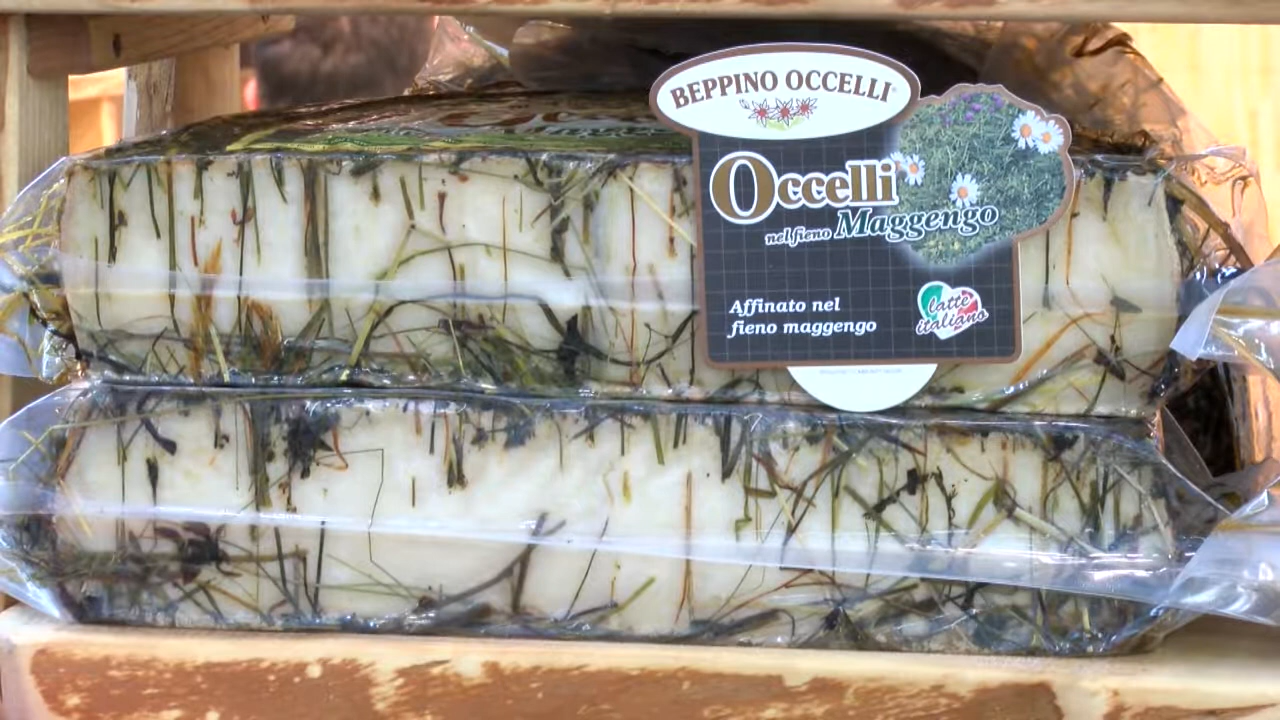 BEPPINO OCCELLI
Occelli
nel fieno Maggengo
Affinato nel
fieno maggengo
latte
italiano